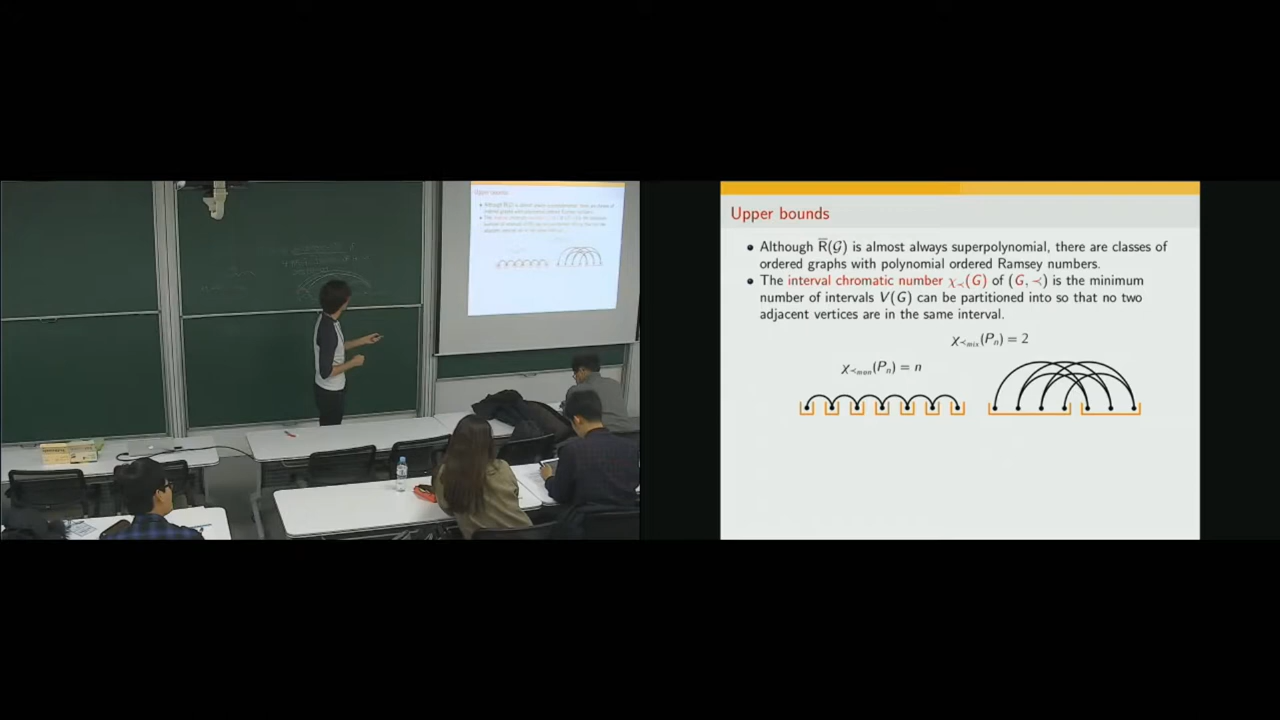 Upper bounds
• Although R̅(𝒢) is almost always superpolynomial, there are classes of
ordered graphs with polynomial ordered Ramsey numbers.
• The interval chromatic number χ≺(G) of (G, ≺) is the minimum
number of intervals V(G) can be partitioned into so that no two
adjacent vertices are in the same interval.
χ≺mix(Pn) = 2
χ≺mon(Pn) = n